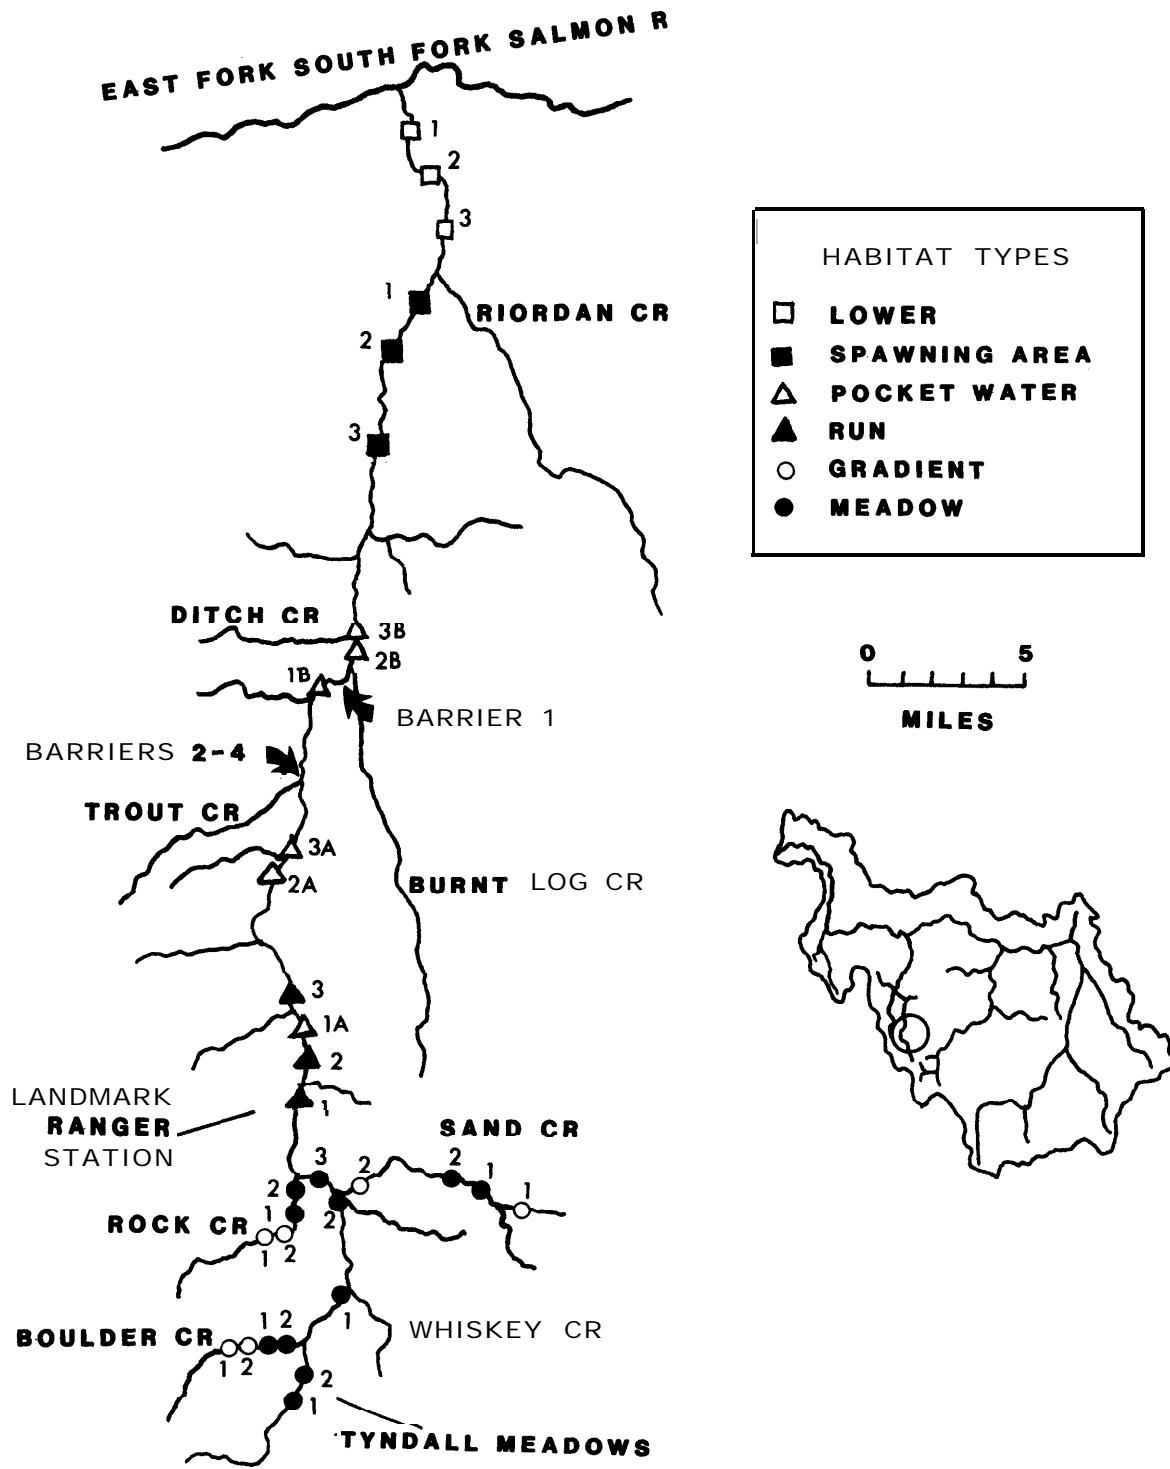 EAST FORK SOUTH FORK SALMON R
1
2
3
1
RIORDAN CR
2
3
HABITAT TYPES
LOWER
SPAWNING AREA
POCKET WATER
RUN
GRADIENT
MEADOW
DITCH CR
3B
2B
1B
BARRIER 1
BARRIERS 2-4
0 5
MILES
TROUT CR
3A
2A
BURNT LOG CR
3
1A
2
1
LANDMARK
RANGER
STATION
SAND CR
3
2
2
1
1
2
1
2
ROCK CR
1 2
1 2
1
BOULDER CR
1 2
WHISKEY CR
2
1
TYNDALL MEADOWS